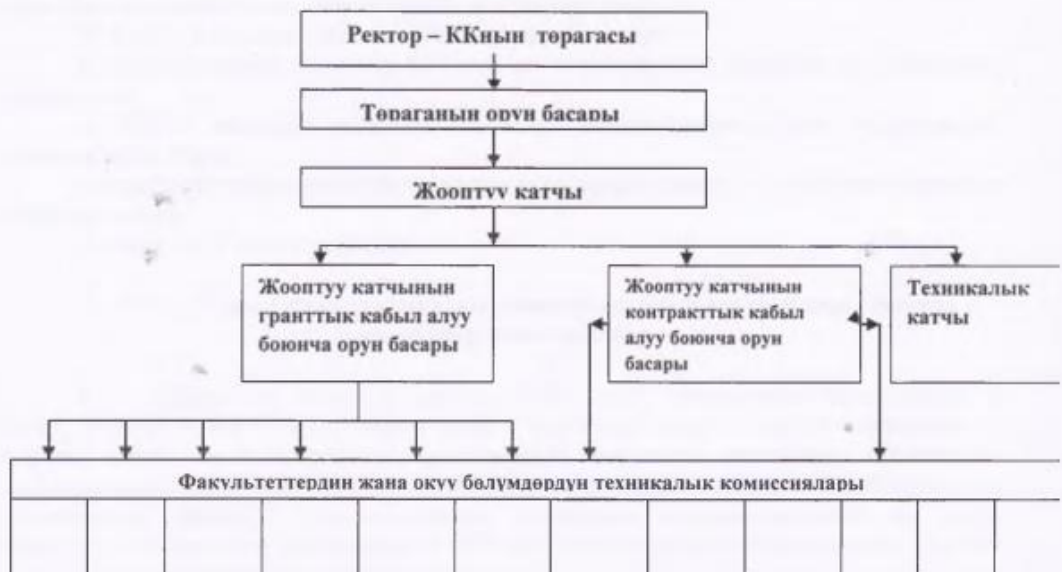 Ректор – ККнын төрагасы
Төраганын орун басары
Жооптуу катчы
Жооптуу катчынын
гранттык кабыл алуу
боюнча орун басары
Жооптуу катчынын
контракттык кабыл
алуу боюнча орун
басары
Техникалык
катчы
Факультеттердин жана окуу бөлүмдөрдүн техникалык комиссиялары